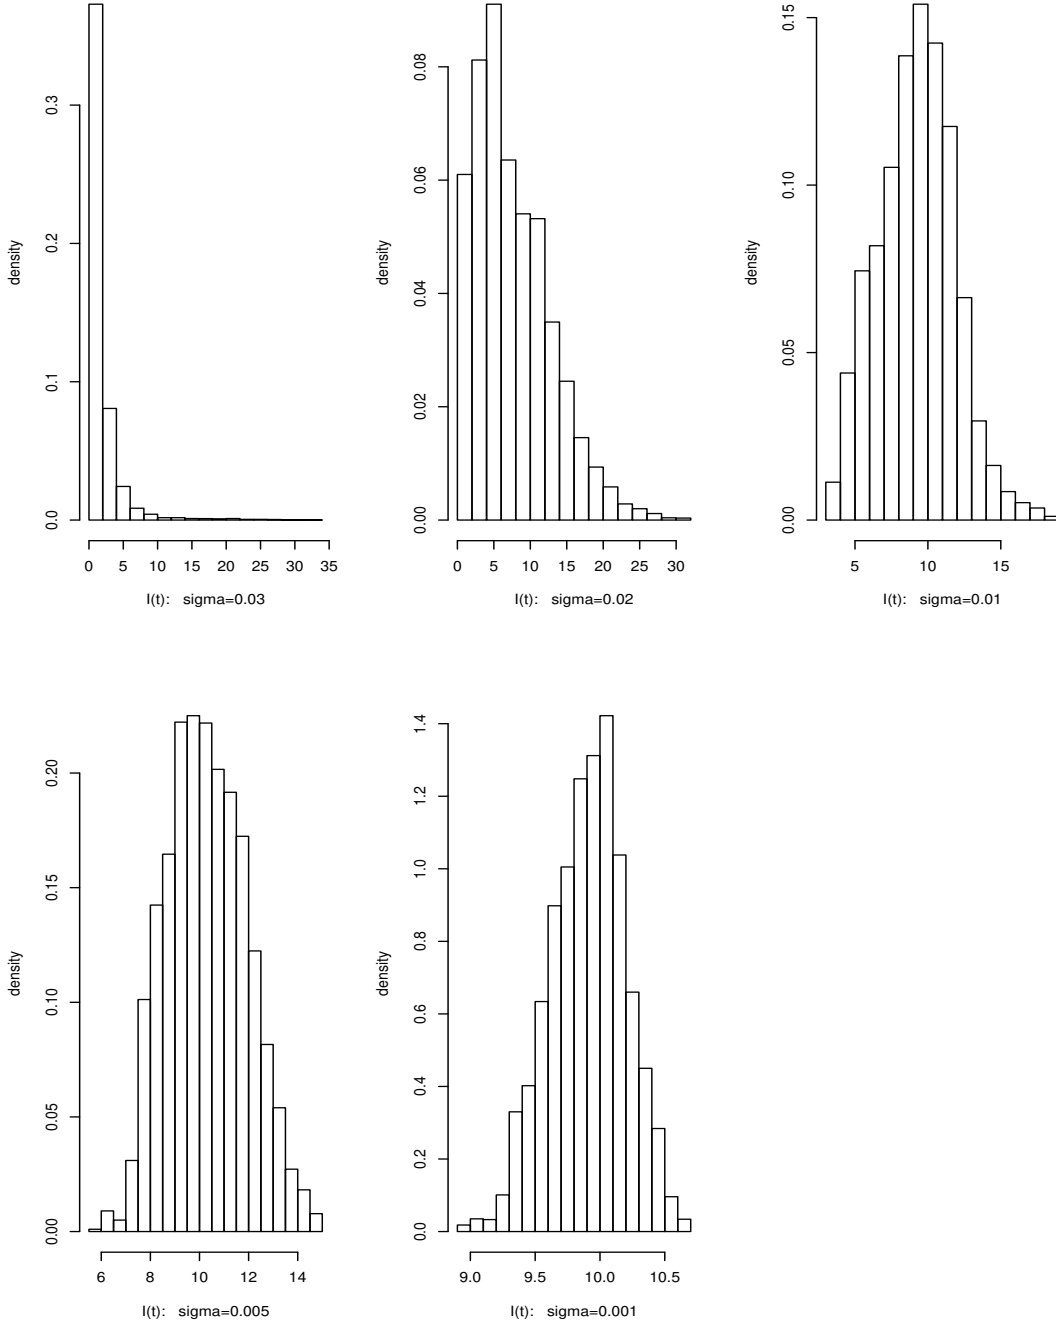 density
0.3
0.2
0.1
0.0
0 5 10 15 20 25 30 35
I(t): sigma=0.03
density
0.08
0.06
0.04
0.02
0.00
0 5 10 15 20 25 30
I(t): sigma=0.02
density
0.15
0.10
0.05
0.00
5 10 15
I(t): sigma=0.01
density
0.20
0.15
0.10
0.05
0.00
6 8 10 12 14
I(t): sigma=0.005
density
1.4
1.2
1.0
0.8
0.6
0.4
0.2
0.0
9.0 9.5 10.0 10.5
I(t): sigma=0.001